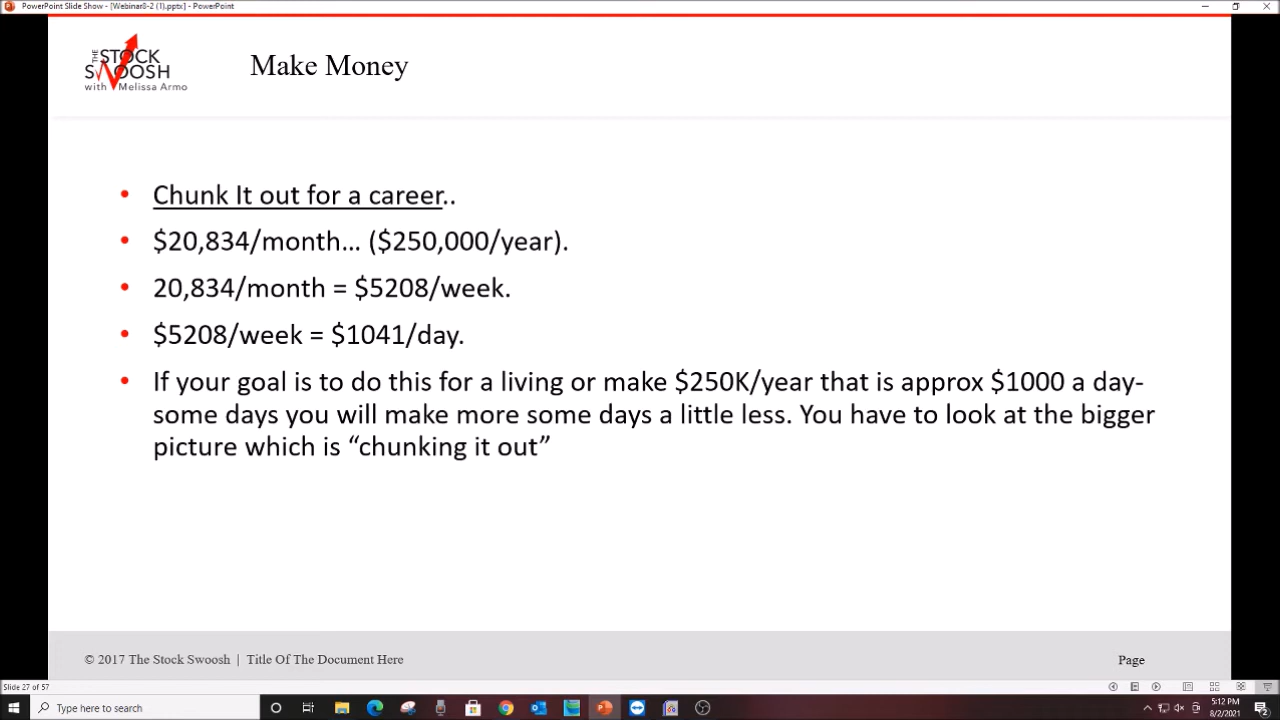 PowerPoint Slide Show - [Webinar8-2 (1).pptx] - PowerPoint
THE STOCK
SWOOSH
with Melissa Armo
Make Money
• Chunk It out for a career..
• $20,834/month... ($250,000/year).
• 20,834/month = $5208/week.
• $5208/week = $1041/day.
• If your goal is to do this for a living or make $250K/year that is approx $1000 a day-
some days you will make more some days a little less. You have to look at the bigger
picture which is “chunking it out”
© 2017 The Stock Swoosh | Title Of The Document Here
Page
Slide 27 of 57
Type here to search
5:12 PM
8/2/2021
2